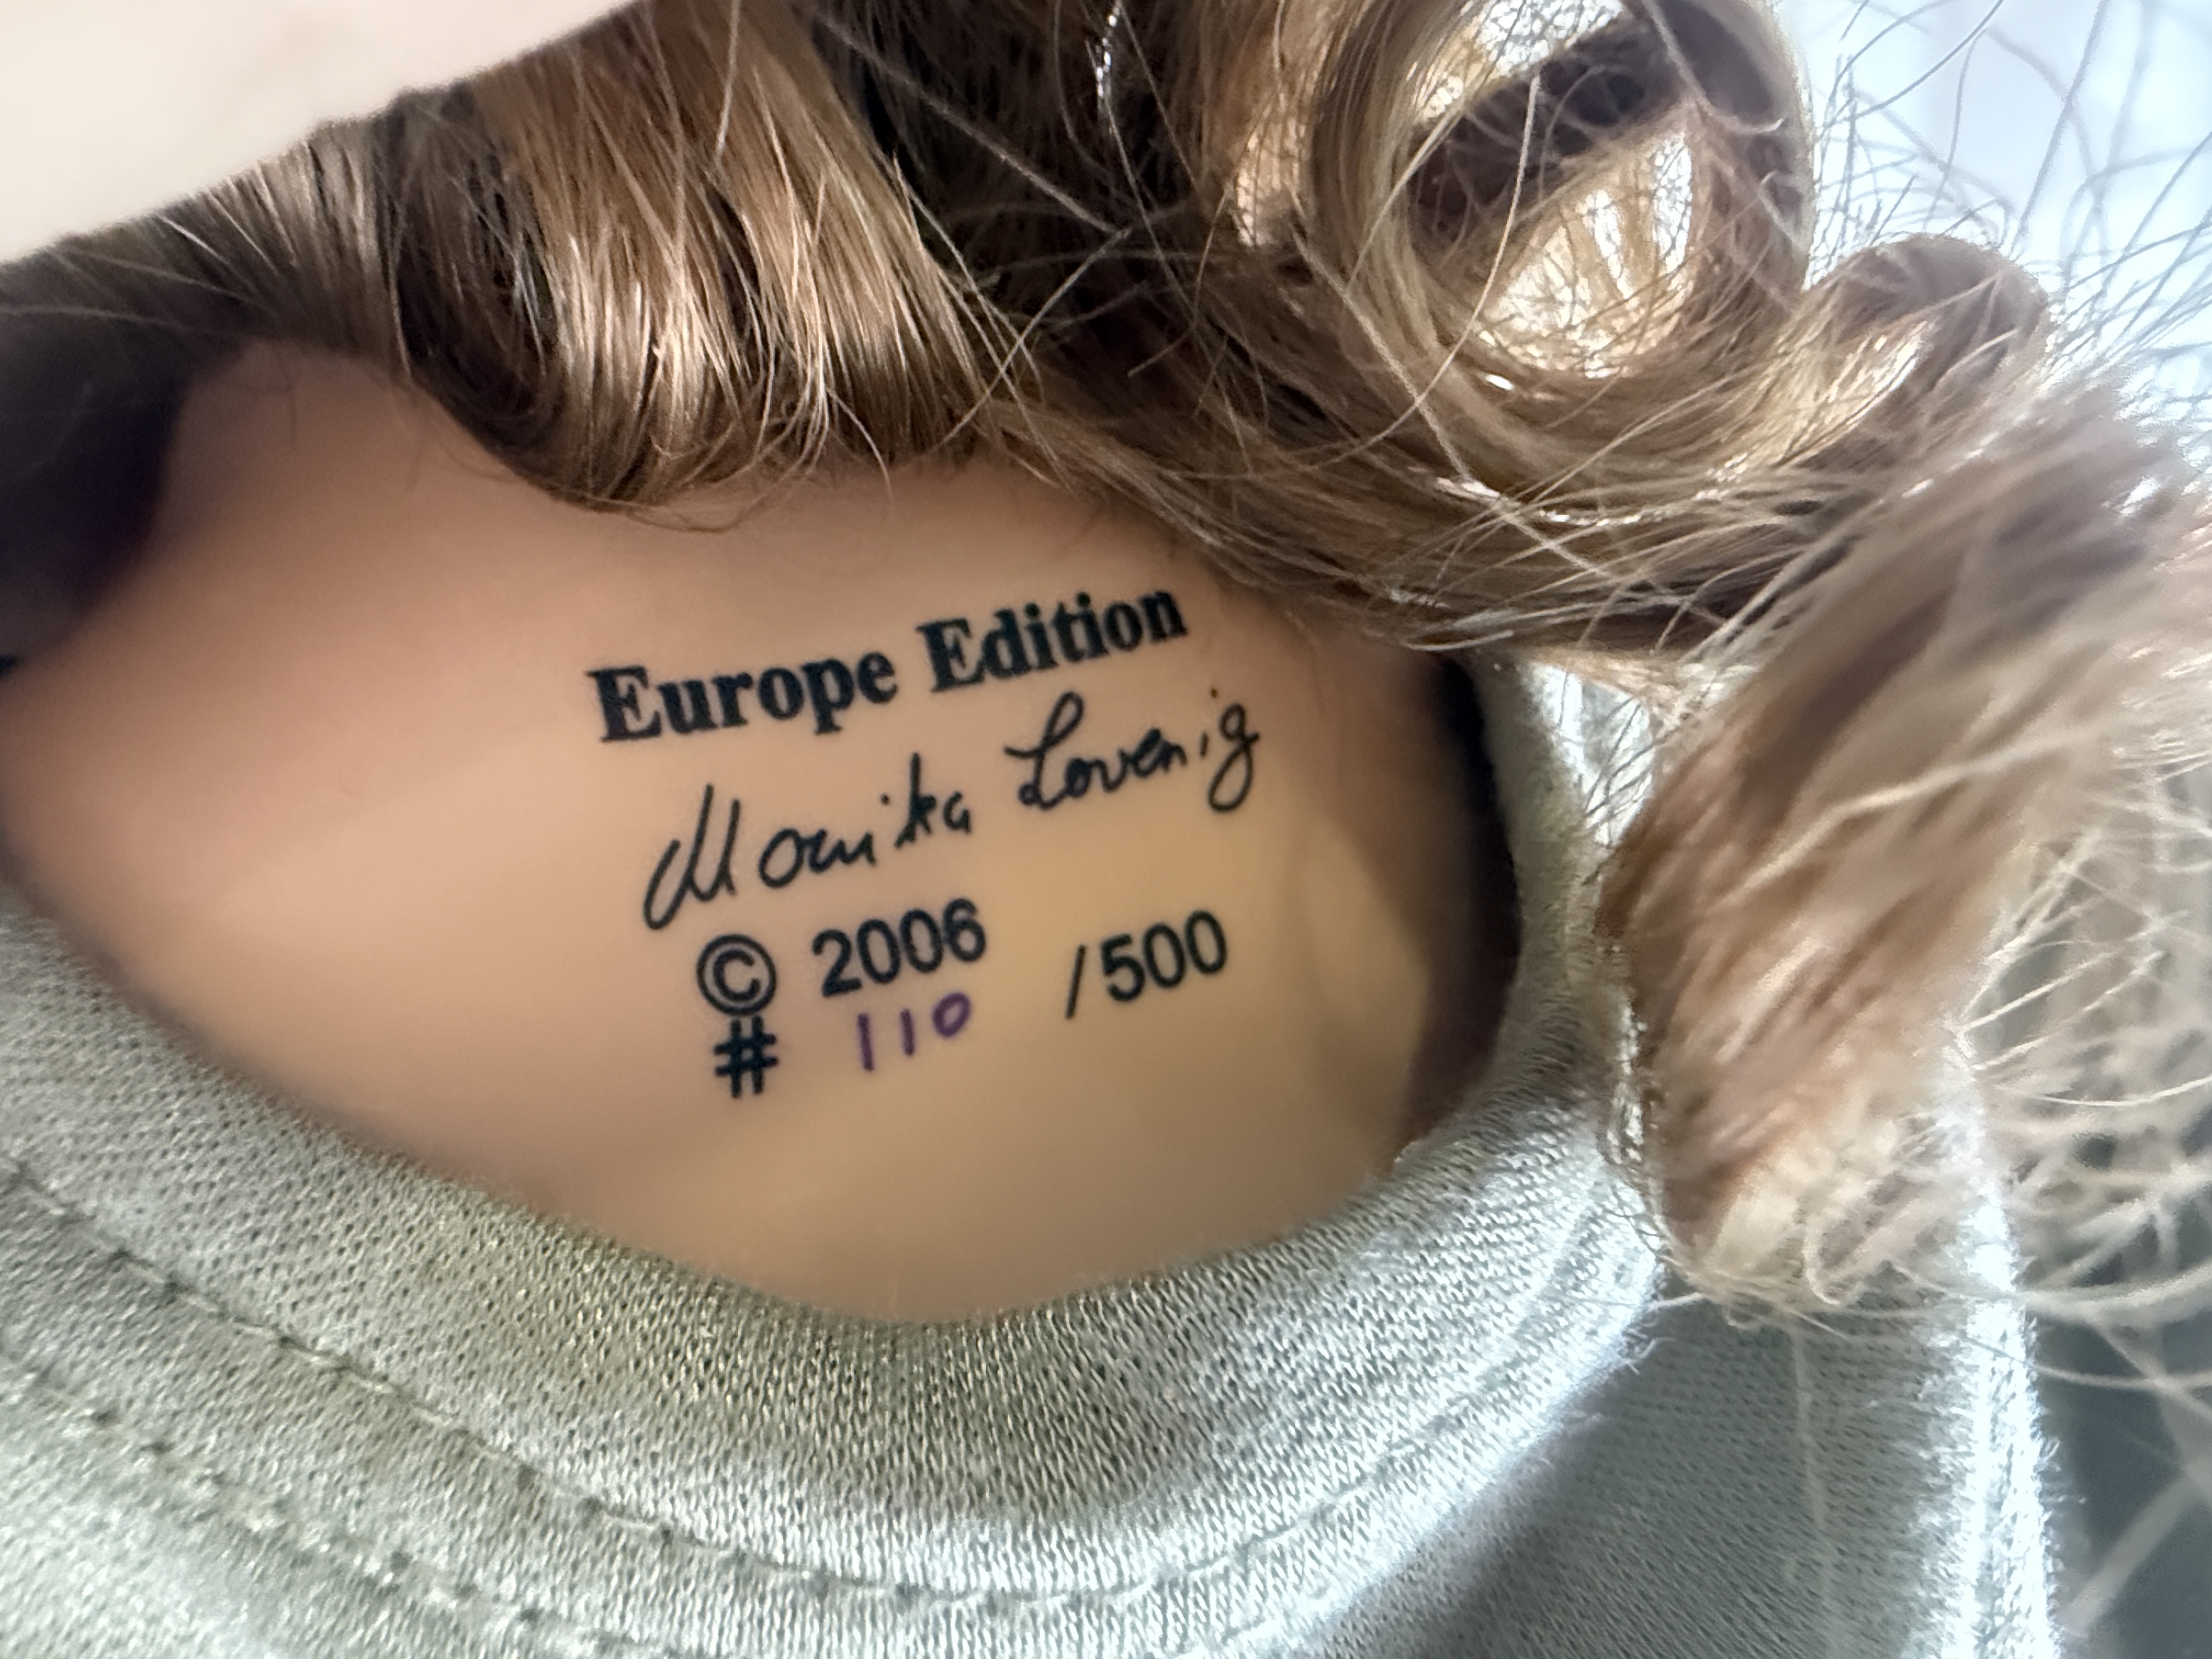 Europe Edition
Monika Levenig
© 2006
# 110 /500